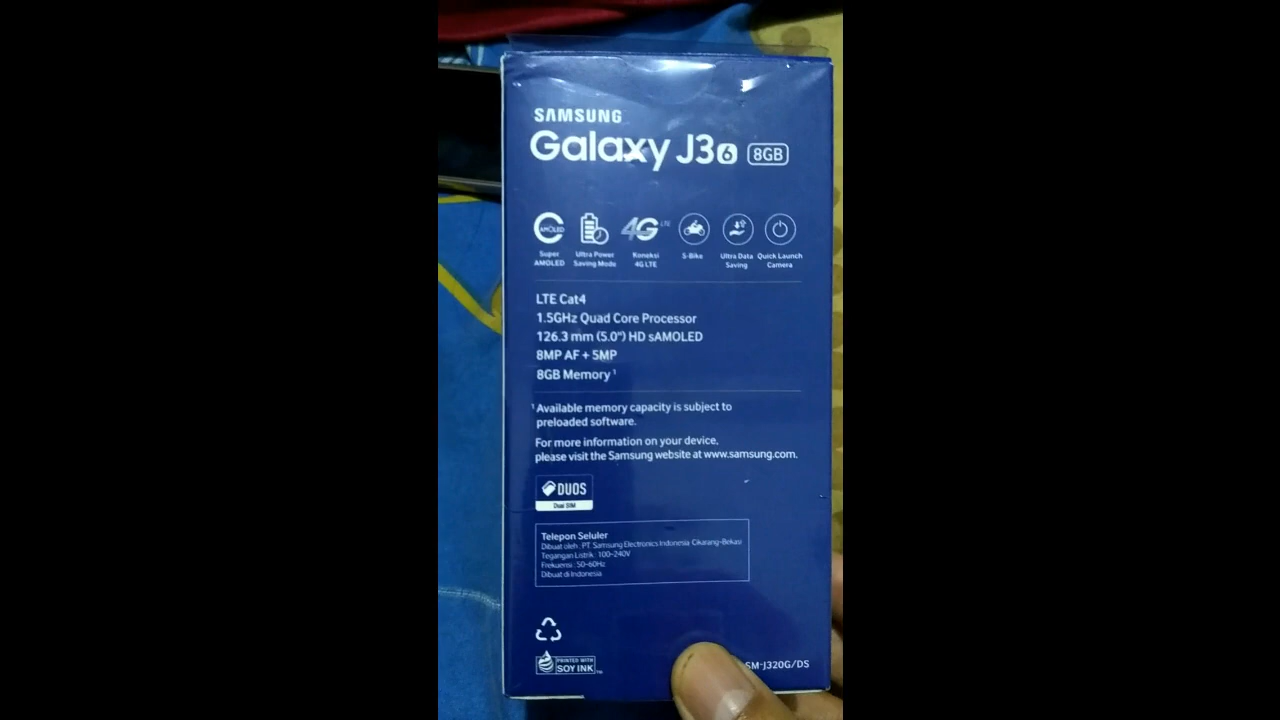 SAMSUNG
Galaxy J3 6 8GB
AMOLED 4G LTE
Super AMOLED
Ultra Power Saving Mode
Koneksi 4G LTE
S-Bike
Ultra Data Saving
Quick Launch Camera
LTE Cat4
1.5GHz Quad Core Processor
126.3 mm (5.0") HD sAMOLED
8MP AF + 5MP
8GB Memory ¹
¹ Available memory capacity is subject to
preloaded software.
For more information on your device,
please visit the Samsung website at www.samsung.com.
DUOS
Dual SIM
Telepon Seluler
Dibuat oleh : PT. Samsung Electronics Indonesia Cikarang-Bekasi
Tegangan Listrik : 100-240V
Frekuensi : 50-60Hz
Dibuat di Indonesia
PRINTED WITH
SOY INK™
SM-J320G/DS